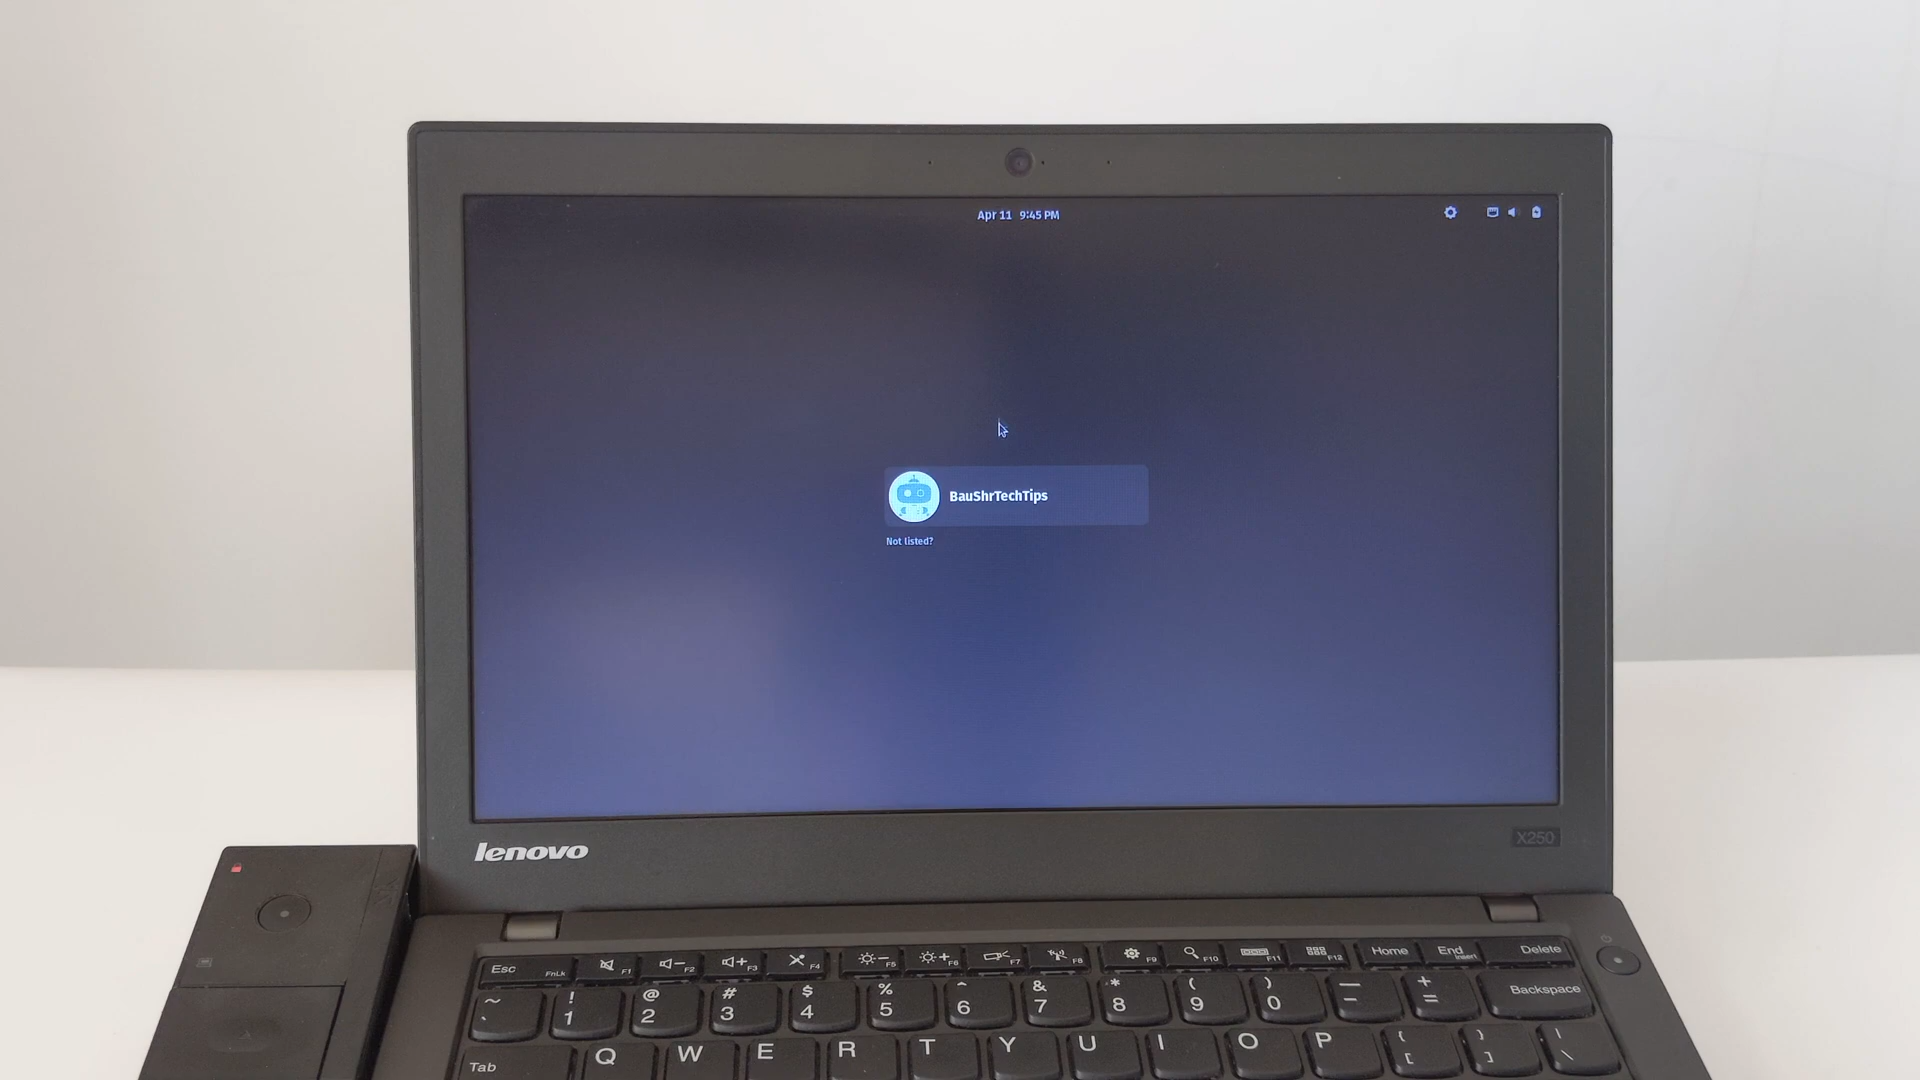 Apr 11 9:45 PM
BauShrTechTips
Not listed?
lenovo
X250
Esc FnLk F1 F2 F3 F4 F5 F6 F7 F8 F9 F10 F11 F12 Home End Insert Delete
~ ` ! 1 @ 2 # 3 $ 4 % 5 ^ 6 & 7 * 8 ( 9 ) 0 — - + = Backspace
Tab Q W E R T Y U I O P { [ } ] | \